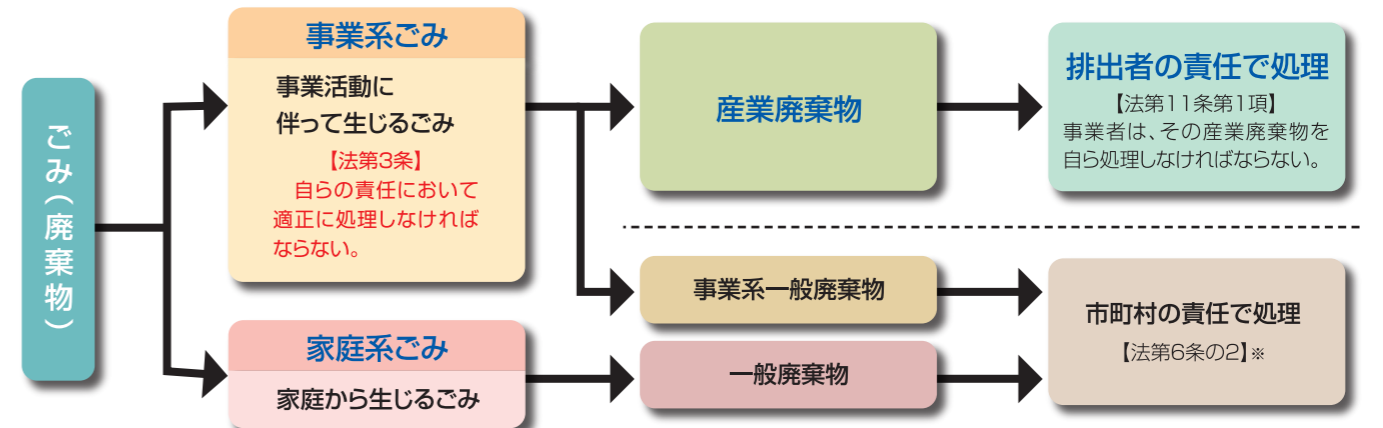 ごみ(廃棄物)
事業系ごみ
事業活動に
伴って生じるごみ
【法第3条】
自らの責任において
適正に処理しなければ
ならない。
家庭系ごみ
家庭から生じるごみ
産業廃棄物
排出者の責任で処理
【法第11条第1項】
事業者は、その産業廃棄物を
自ら処理しなければならない。
事業系一般廃棄物
一般廃棄物
市町村の責任で処理
【法第6条の2】※